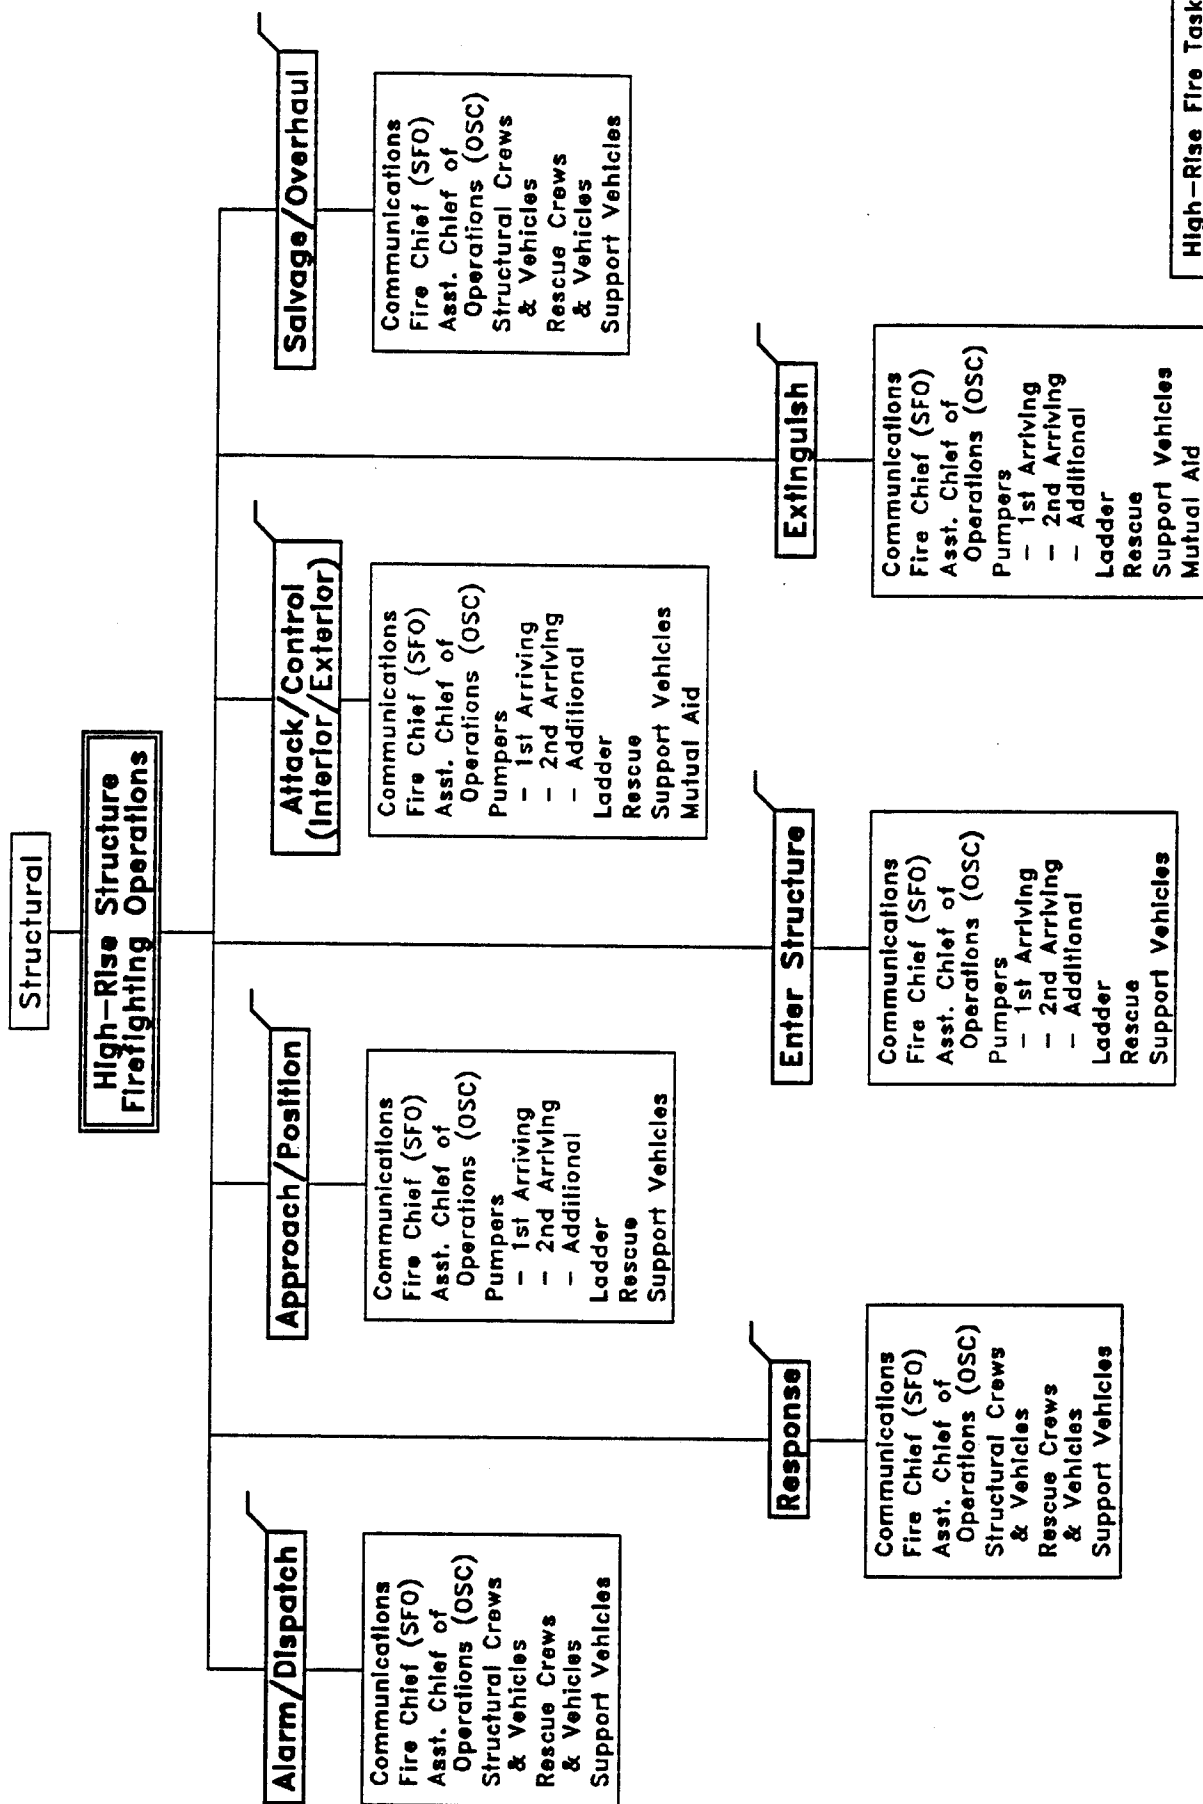 Structural
High-Rise Structure
Firefighting Operations
Alarm/Dispatch
Communications
Fire Chief (SFO)
Asst. Chief of
Operations (OSC)
Structural Crews
& Vehicles
Rescue Crews
& Vehicles
Support Vehicles
Response
Communications
Fire Chief (SFO)
Asst. Chief of
Operations (OSC)
Structural Crews
& Vehicles
Rescue Crews
& Vehicles
Support Vehicles
Approach/Position
Communications
Fire Chief (SFO)
Asst. Chief of
Operations (OSC)
Pumpers
- 1st Arriving
- 2nd Arriving
- Additional
Ladder
Rescue
Support Vehicles
Enter Structure
Communications
Fire Chief (SFO)
Asst. Chief of
Operations (OSC)
Pumpers
- 1st Arriving
- 2nd Arriving
- Additional
Ladder
Rescue
Support Vehicles
Attack/Control
(Interior/Exterior)
Communications
Fire Chief (SFO)
Asst. Chief of
Operations (OSC)
Pumpers
- 1st Arriving
- 2nd Arriving
- Additional
Ladder
Rescue
Support Vehicles
Mutual Aid
Extinguish
Communications
Fire Chief (SFO)
Asst. Chief of
Operations (OSC)
Pumpers
- 1st Arriving
- 2nd Arriving
- Additional
Ladder
Rescue
Support Vehicles
Mutual Aid
Salvage/Overhaul
Communications
Fire Chief (SFO)
Asst. Chief of
Operations (OSC)
Structural Crews
& Vehicles
Rescue Crews
& Vehicles
Support Vehicles
High-Rise Fire Task